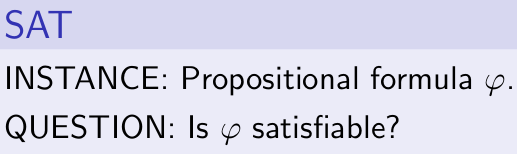 SAT
INSTANCE: Propositional formula φ.
QUESTION: Is φ satisfiable?